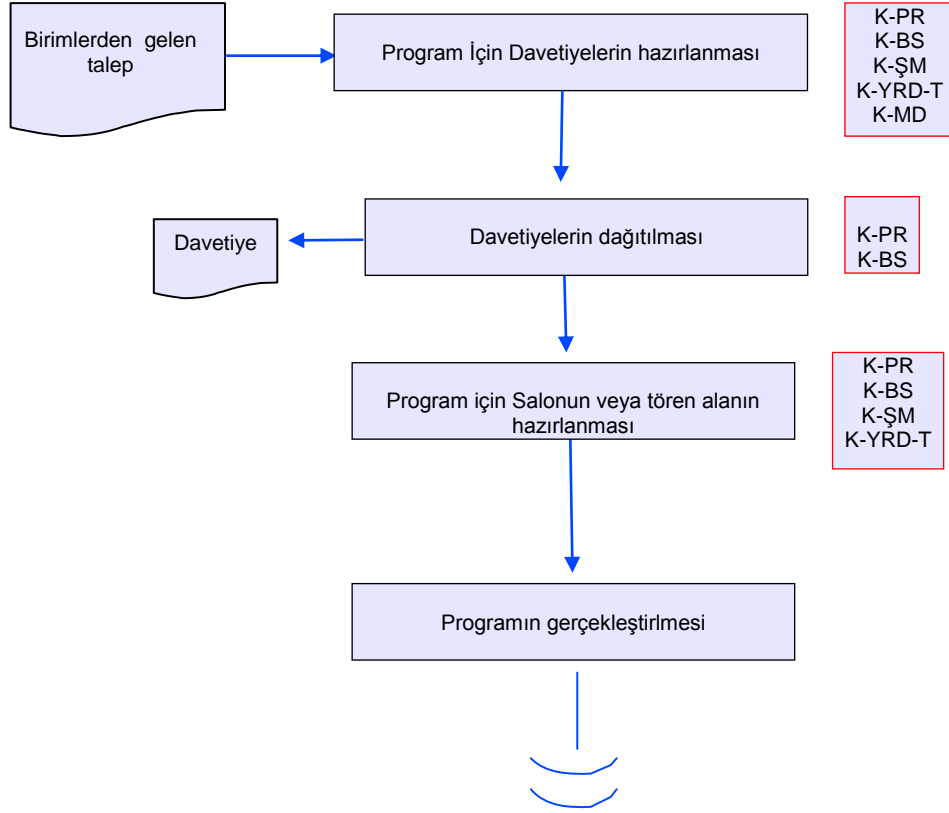 Birimlerden gelen
talep
Program İçin Davetiyelerin hazırlanması
K-PR
K-BS
K-ŞM
K-YRD-T
K-MD
Davetiye
Davetiyelerin dağıtılması
K-PR
K-BS
Program için Salonun veya tören alanın
hazırlanması
K-PR
K-BS
K-ŞM
K-YRD-T
Programın gerçekleştirlmesi